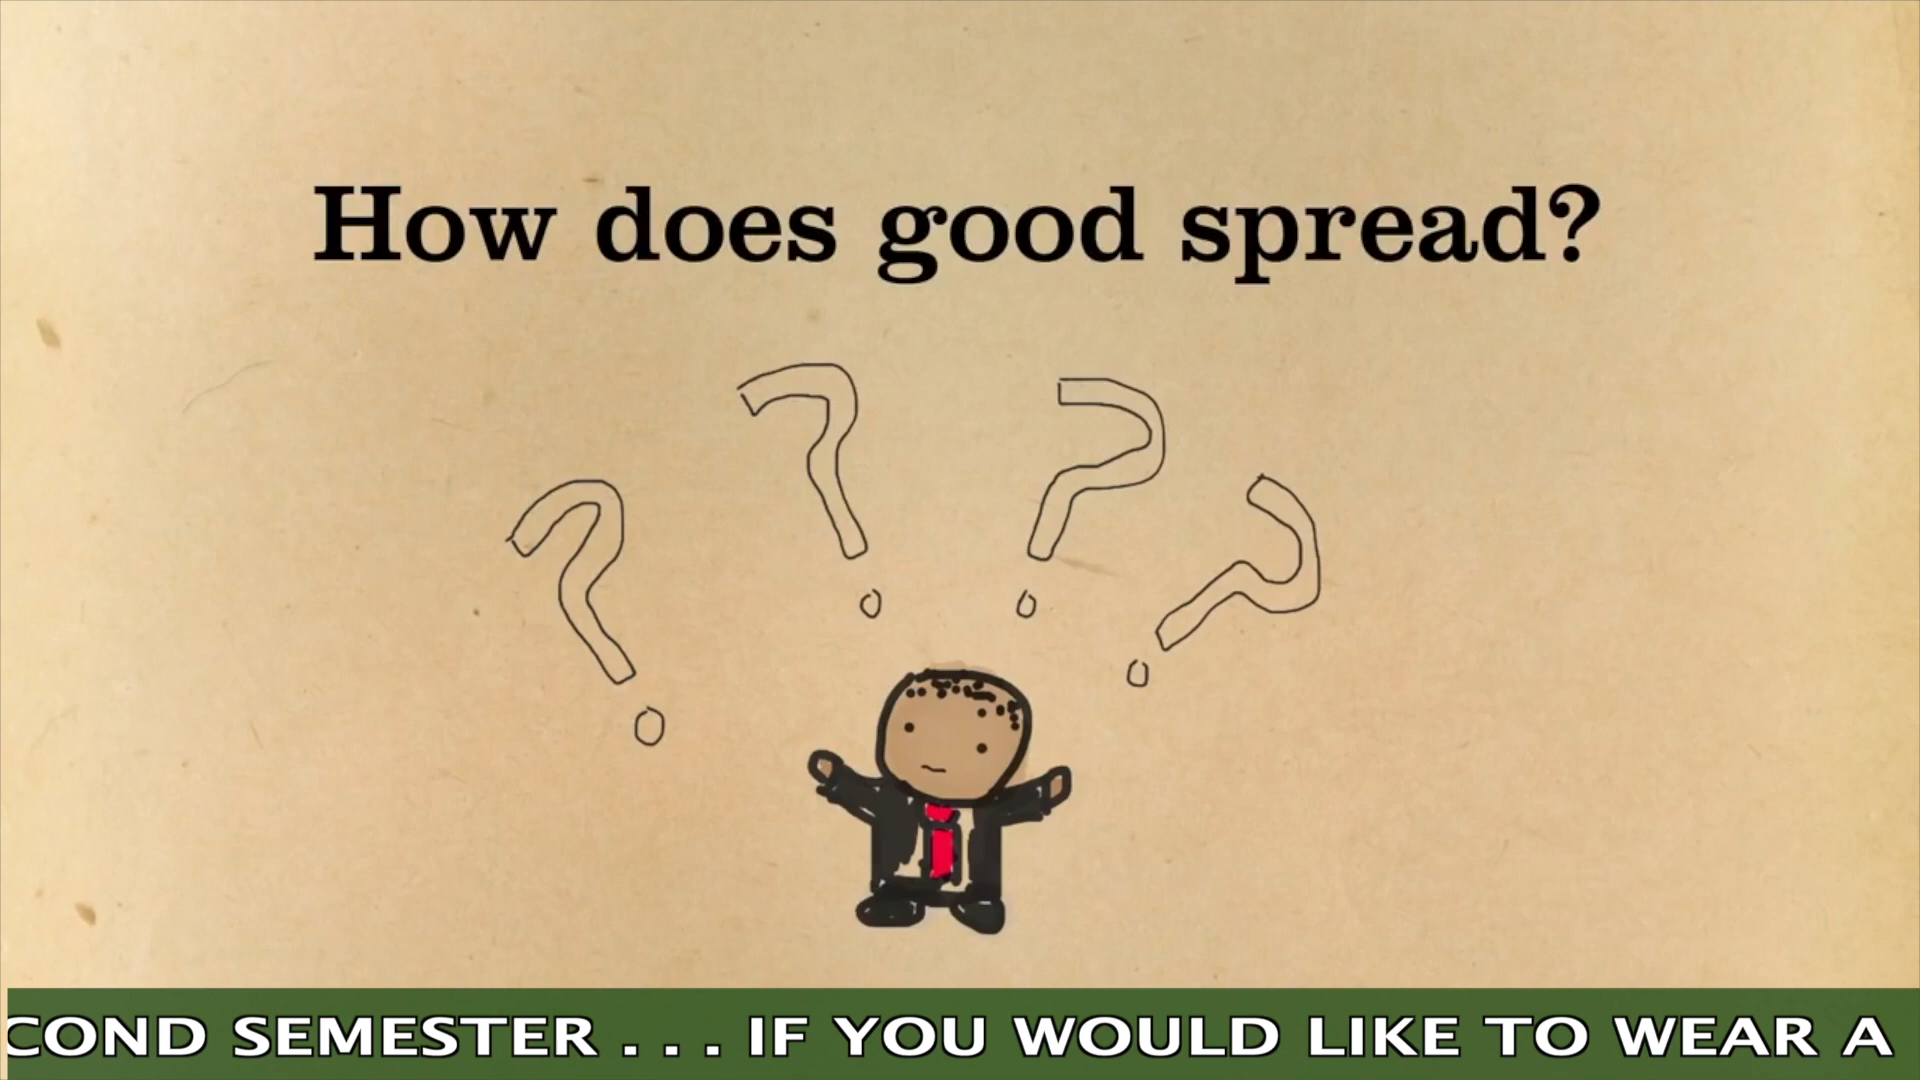 How does good spread?
COND SEMESTER . . . IF YOU WOULD LIKE TO WEAR A